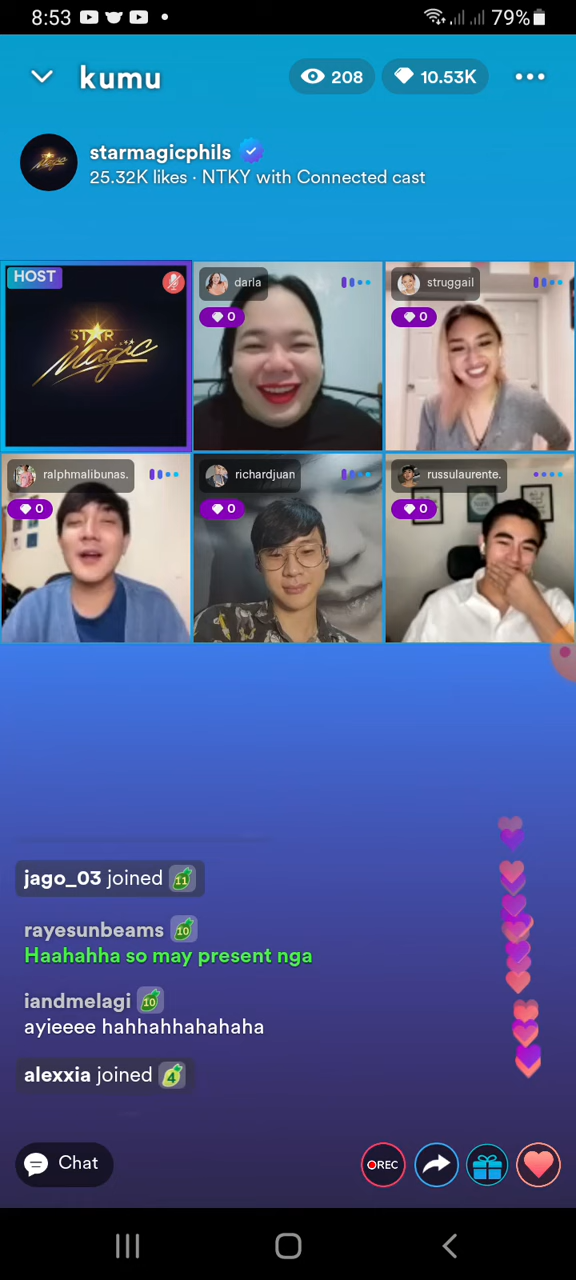 8:53
79%
kumu
208
10.53K
starmagicphils
25.32K likes · NTKY with Connected cast
HOST
STAR
Magic
darla
0
struggail
0
ralphmalibunas.
0
richardjuan
0
russulaurente.
0
jago_03 joined 11
rayesunbeams 10
Haahahha so may present nga
iandmelagi 10
ayieeee hahhahhahahaha
alexxia joined 4
Chat
REC